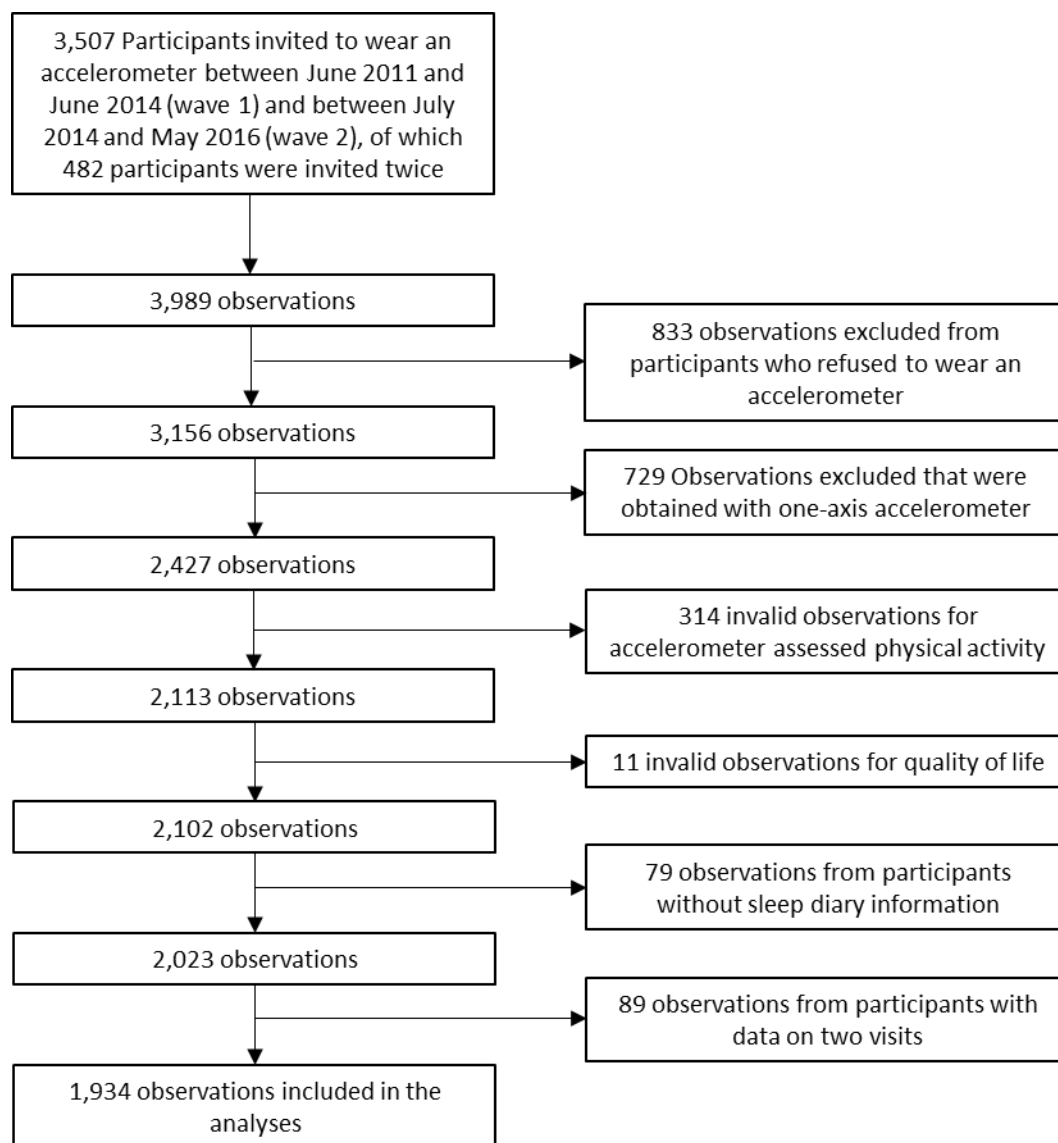 3,507 Participants invited to wear an
accelerometer between June 2011 and
June 2014 (wave 1) and between July
2014 and May 2016 (wave 2), of which
482 participants were invited twice
3,989 observations
833 observations excluded from
participants who refused to wear an
accelerometer
3,156 observations
729 Observations excluded that were
obtained with one-axis accelerometer
2,427 observations
314 invalid observations for
accelerometer assessed physical activity
2,113 observations
11 invalid observations for quality of life
2,102 observations
79 observations from participants
without sleep diary information
2,023 observations
89 observations from participants with
data on two visits
1,934 observations included in the
analyses